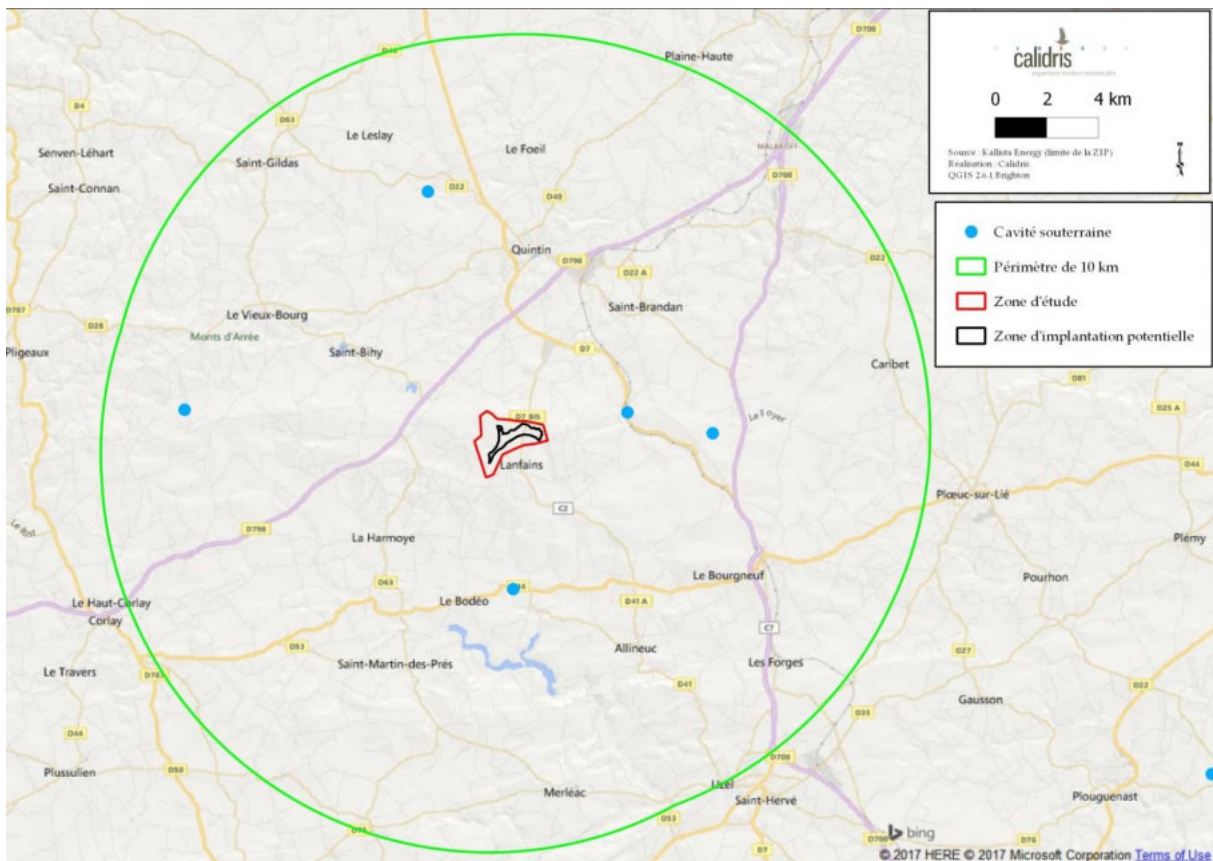 D700
D40
Plaine-Haute
D4
D63
Le Leslay
Le Foeil
MALAKOFF
Senven-Léhart
Saint-Gildas
D22
D40
D700
Saint-Connan
Quintin
D790
D22 A
D22
D767
D28
Le Vieux-Bourg
Saint-Brandan
Monts d'Arrée
Pligeaux
Saint-Bihy
D7
Caribet
D7 BIS
Lanfains
C2
Plœuc-sur-Lié
D790
La Harmoye
Plémy
D63
Le Bourgneuf
Pourhon
Le Haut-Corlay
Corlay
Le Bodéo
D41 A
C7
D53
Allineuc
D27
Le Travers
Saint-Martin-des-Prés
Les Forges
D41
D22
Gausson
D44
D35
Plussulien
D50
D700
Merléac
Uzel
Saint-Hervé
Plouguenast
D53
D7
D700
D76
D81
D25 A
D44
calidris
0 2 4 km
Source : Kallista Energy (limite de la ZIP)
Réalisation : Calidris
QGIS 2.6.1 Brighton
Cavité souterraine
Périmètre de 10 km
Zone d'étude
Zone d'implantation potentielle
bing
© 2017 HERE © 2017 Microsoft Corporation Terms of Use